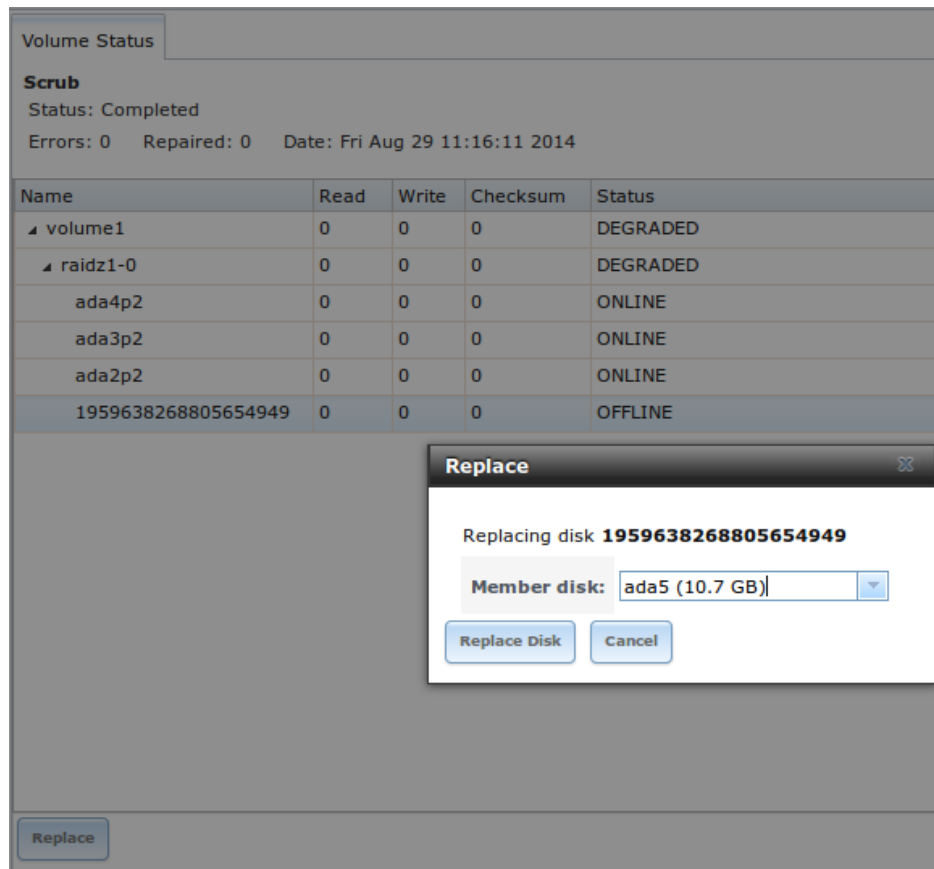 Volume Status
Scrub
Status: Completed
Errors: 0 Repaired: 0 Date: Fri Aug 29 11:16:11 2014
Name Read Write Checksum Status
volume1 0 0 0 DEGRADED
raidz1-0 0 0 0 DEGRADED
ada4p2 0 0 0 ONLINE
ada3p2 0 0 0 ONLINE
ada2p2 0 0 0 ONLINE
1959638268805654949 0 0 0 OFFLINE
Replace
Replacing disk 1959638268805654949
Member disk: ada5 (10.7 GB)
Replace Disk Cancel
Replace